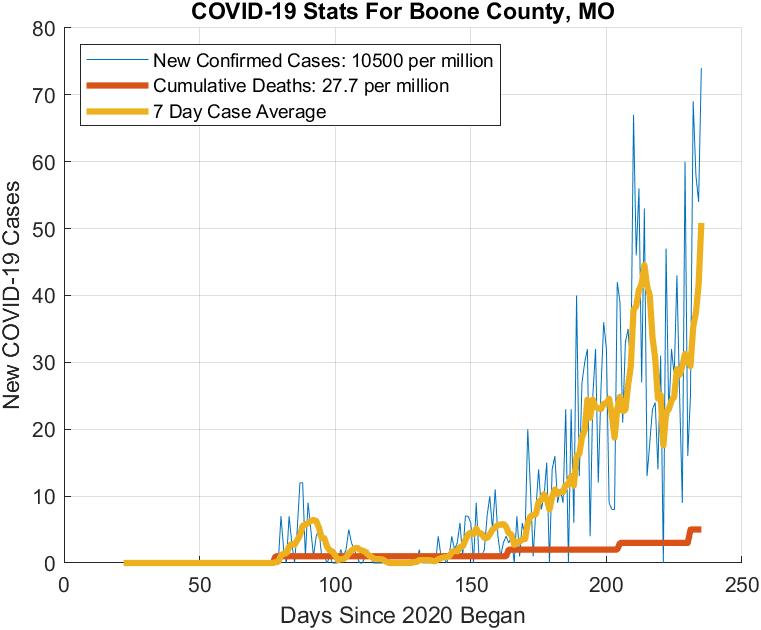 COVID-19 Stats For Boone County, MO
New Confirmed Cases: 10500 per million
Cumulative Deaths: 27.7 per million
7 Day Case Average
New COVID-19 Cases
80
70
60
50
40
30
20
10
0
0 50 100 150 200 250
Days Since 2020 Began